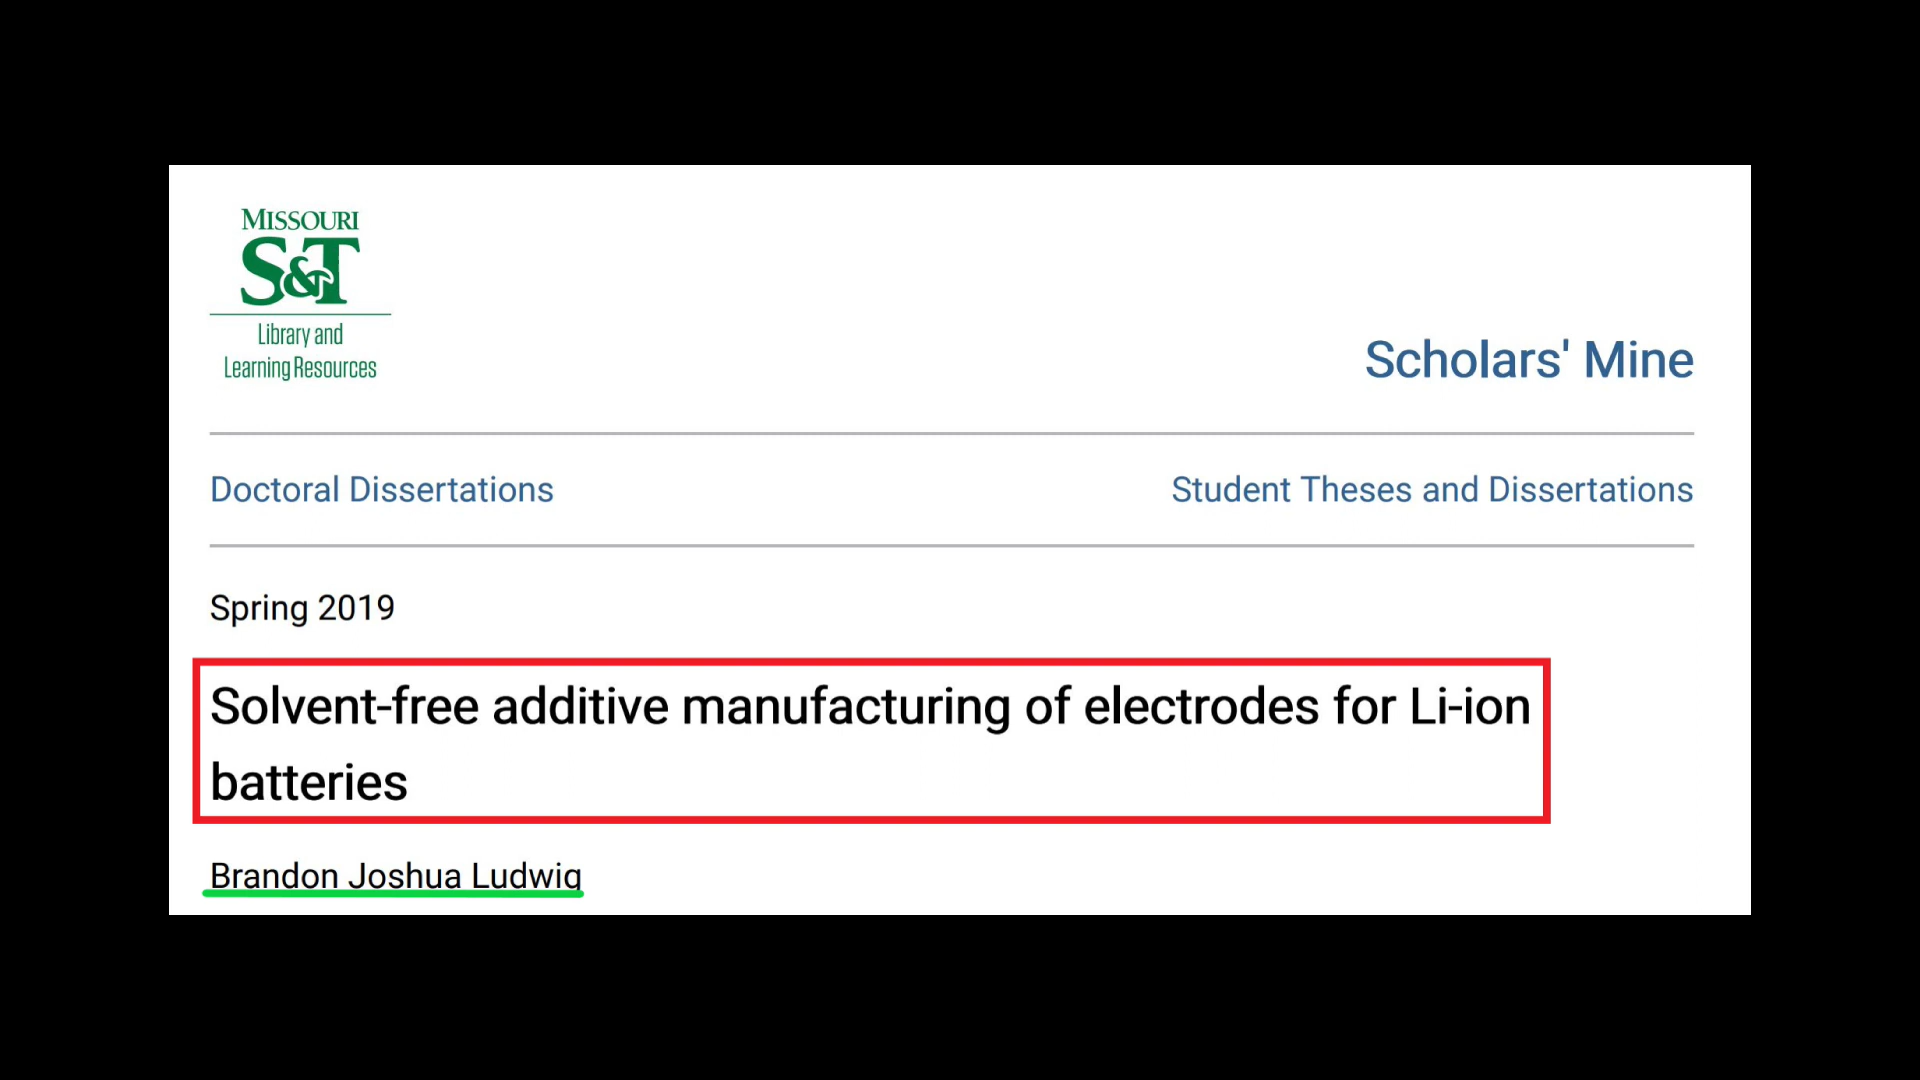 MISSOURI
S&T
Library and
Learning Resources
Scholars' Mine
Doctoral Dissertations
Student Theses and Dissertations
Spring 2019
Solvent-free additive manufacturing of electrodes for Li-ion
batteries
Brandon Joshua Ludwig